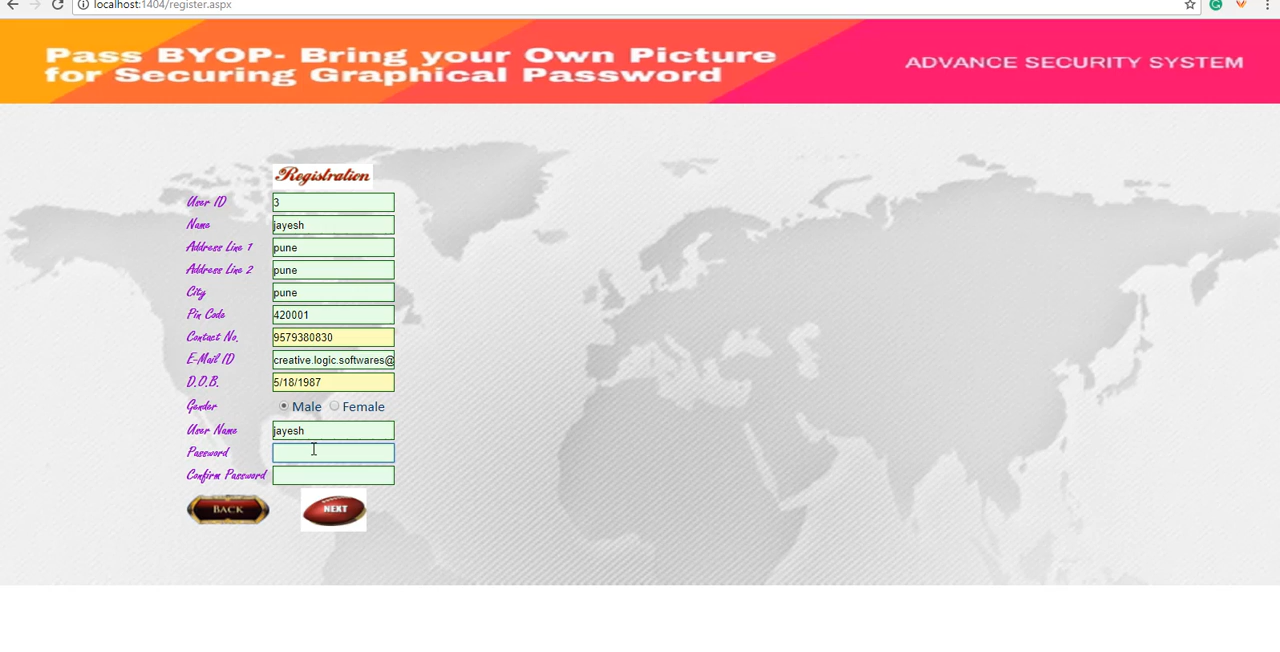 localhost:1404/register.aspx
Pass BYOP- Bring your Own Picture
for Securing Graphical Password
ADVANCE SECURITY SYSTEM
Registration
User ID 3
Name jayesh
Address Line 1 pune
Address Line 2 pune
City pune
Pin Code 420001
Contact No. 9579380830
E-Mail ID creative.logic.softwares@
D.O.B. 5/18/1987
Gender Male Female
User Name jayesh
Password
Confirm Password
BACK NEXT